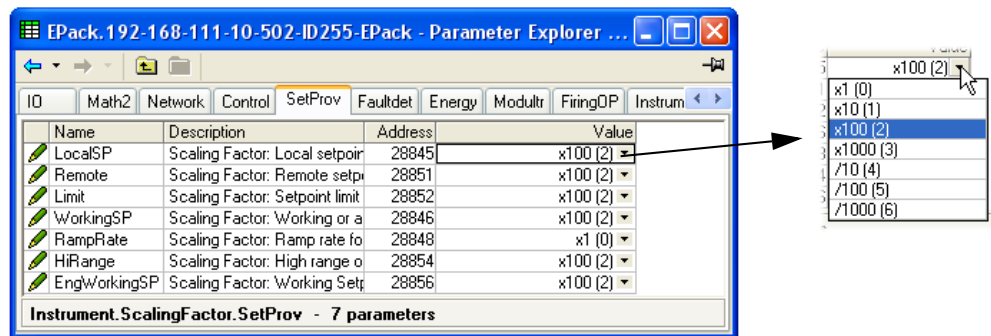 EPack.192-168-111-10-502-ID255-EPack - Parameter Explorer ...
IO Math2 Network Control SetProv Faultdet Energy Modultr FiringOP Instrum
Name Description Address Value
LocalSP Scaling Factor: Local setpoin 28845 x100 (2)
Remote Scaling Factor: Remote setp 28851 x100 (2)
Limit Scaling Factor: Setpoint limit 28852 x100 (2)
WorkingSP Scaling Factor: Working or a 28846 x100 (2)
RampRate Scaling Factor: Ramp rate fo 28848 x1 (0)
HiRange Scaling Factor: High range o 28854 x100 (2)
EngWorkingSP Scaling Factor: Working Setp 28856 x100 (2)
Instrument.ScalingFactor.SetProv - 7 parameters
x100 (2)
x1 (0)
x10 (1)
x100 (2)
x1000 (3)
/10 (4)
/100 (5)
/1000 (6)